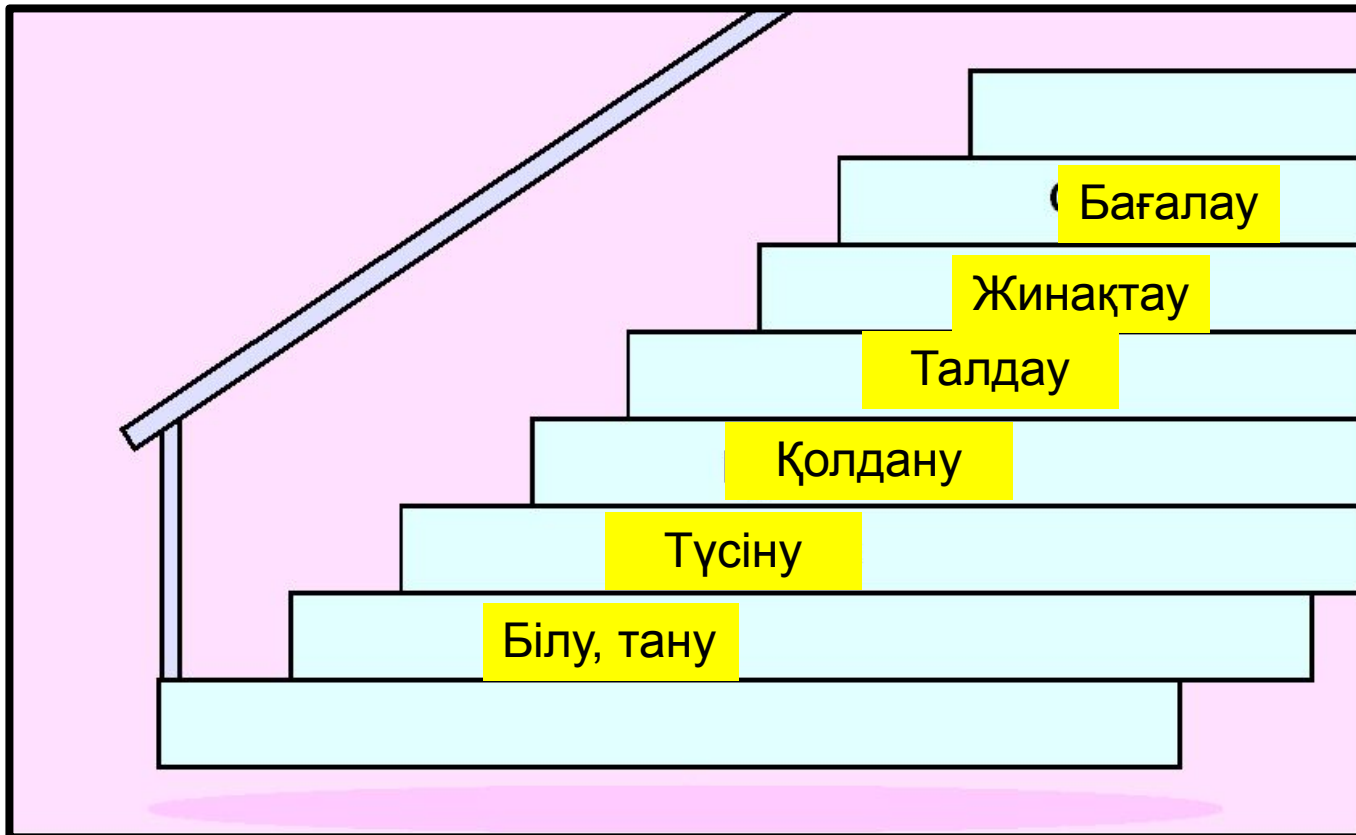 Бағалау
Жинақтау
Талдау
Қолдану
Түсіну
Білу, тану